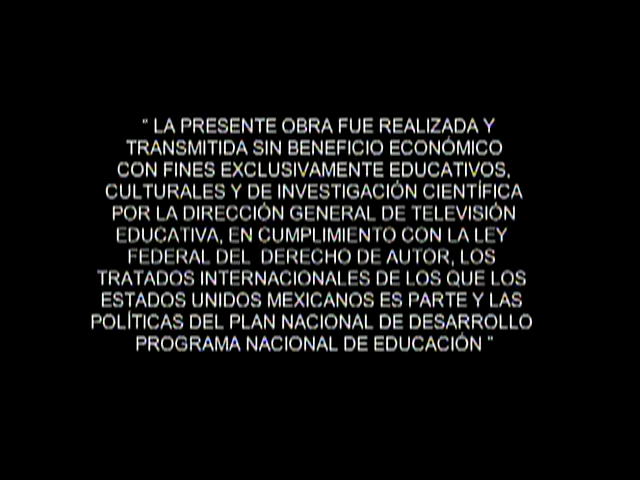 " LA PRESENTE OBRA FUE REALIZADA Y
TRANSMITIDA SIN BENEFICIO ECONÓMICO
CON FINES EXCLUSIVAMENTE EDUCATIVOS,
CULTURALES Y DE INVESTIGACIÓN CIENTÍFICA
POR LA DIRECCIÓN GENERAL DE TELEVISIÓN
EDUCATIVA, EN CUMPLIMIENTO CON LA LEY
FEDERAL DEL DERECHO DE AUTOR, LOS
TRATADOS INTERNACIONALES DE LOS QUE LOS
ESTADOS UNIDOS MEXICANOS ES PARTE Y LAS
POLÍTICAS DEL PLAN NACIONAL DE DESARROLLO
PROGRAMA NACIONAL DE EDUCACIÓN "